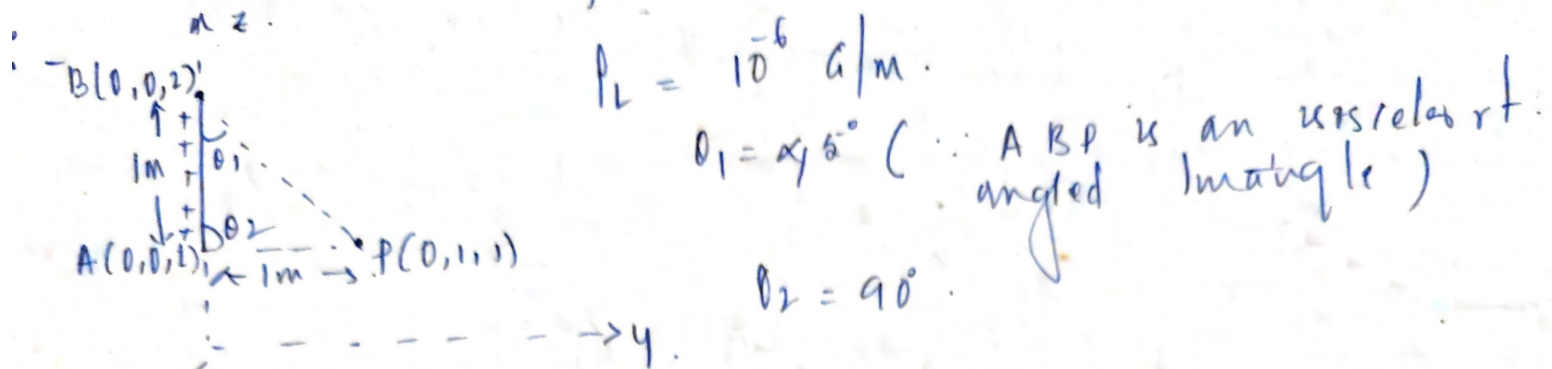 z
B(0,0,2)
1m
θ1
θ2
A(0,0,1)
1m
P(0,1,1)
y.
ρL = 10^-6 C/m.
θ1 = 45° (∵ ABP is an isosceles rt.
angled triangle)
θ2 = 90°.